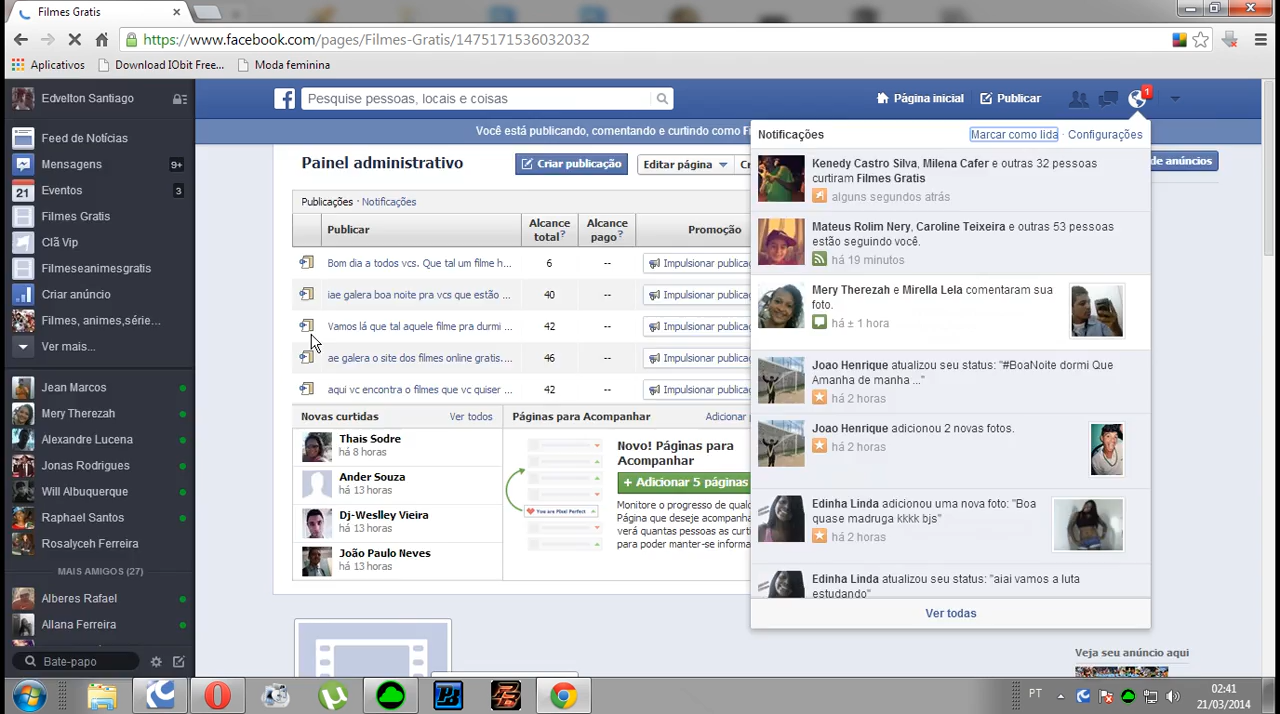 Filmes Gratis
https://www.facebook.com/pages/Filmes-Gratis/1475171536032032
Aplicativos
Download IObit Free...
Moda feminina
Edvelton Santiago
Feed de Notícias
Mensagens
9+
21
Eventos
3
Filmes Gratis
Clã Vip
Filmeseanimesgratis
Criar anúncio
Filmes, animes,série...
Ver mais...
Jean Marcos
Mery Therezah
Alexandre Lucena
Jonas Rodrigues
Will Albuquerque
Raphael Santos
Rosalyceh Ferreira
MAIS AMIGOS (27)
Alberes Rafael
Allana Ferreira
Bate-papo
Pesquise pessoas, locais e coisas
Página inicial
Publicar
1
Você está publicando, comentando e curtindo como Fi
Painel administrativo
Criar publicação
Editar página
Cr
de anúncios
Publicações · Notificações
Publicar
Alcance total?
Alcance pago?
Promoção
Bom dia a todos vcs. Que tal um filme h...
6
--
Impulsionar publicaç
iae galera boa noite pra vcs que estão ...
40
--
Impulsionar publicaç
Vamos lá que tal aquele filme pra durmi ...
42
--
Impulsionar publicaç
ae galera o site dos filmes online gratis....
46
--
Impulsionar publicaç
aqui vc encontra o filmes que vc quiser ...
42
--
Impulsionar publicaç
Novas curtidas
Ver todos
Thais Sodre
há 8 horas
Ander Souza
há 13 horas
Dj-Weslley Vieira
há 13 horas
João Paulo Neves
há 13 horas
Páginas para Acompanhar
Adicionar
You are Pixel Perfect
Novo! Páginas para
Acompanhar
+ Adicionar 5 páginas
Monitore o progresso de qualq
Página que deseje acompanha
quantas pessoas as curti
para poder manter-se informa
Notificações
Marcar como lida · Configurações
Kenedy Castro Silva, Milena Cafer e outras 32 pessoas
curtiram Filmes Gratis
alguns segundos atrás
Mateus Rolim Nery, Caroline Teixeira e outras 53 pessoas
estão seguindo você.
há 19 minutos
Mery Therezah e Mirella Lela comentaram sua
foto.
há ± 1 hora
Joao Henrique atualizou seu status: "#BoaNoite dormi Que
Amanha de manha ..."
há 2 horas
Joao Henrique adicionou 2 novas fotos.
há 2 horas
Edinha Linda adicionou uma nova foto: "Boa
quase madruga kkkk bjs"
há 2 horas
Edinha Linda atualizou seu status: "aiai vamos a luta
estudando"
Ver todas
Veja seu anúncio aqui
PT
02:41
21/03/2014